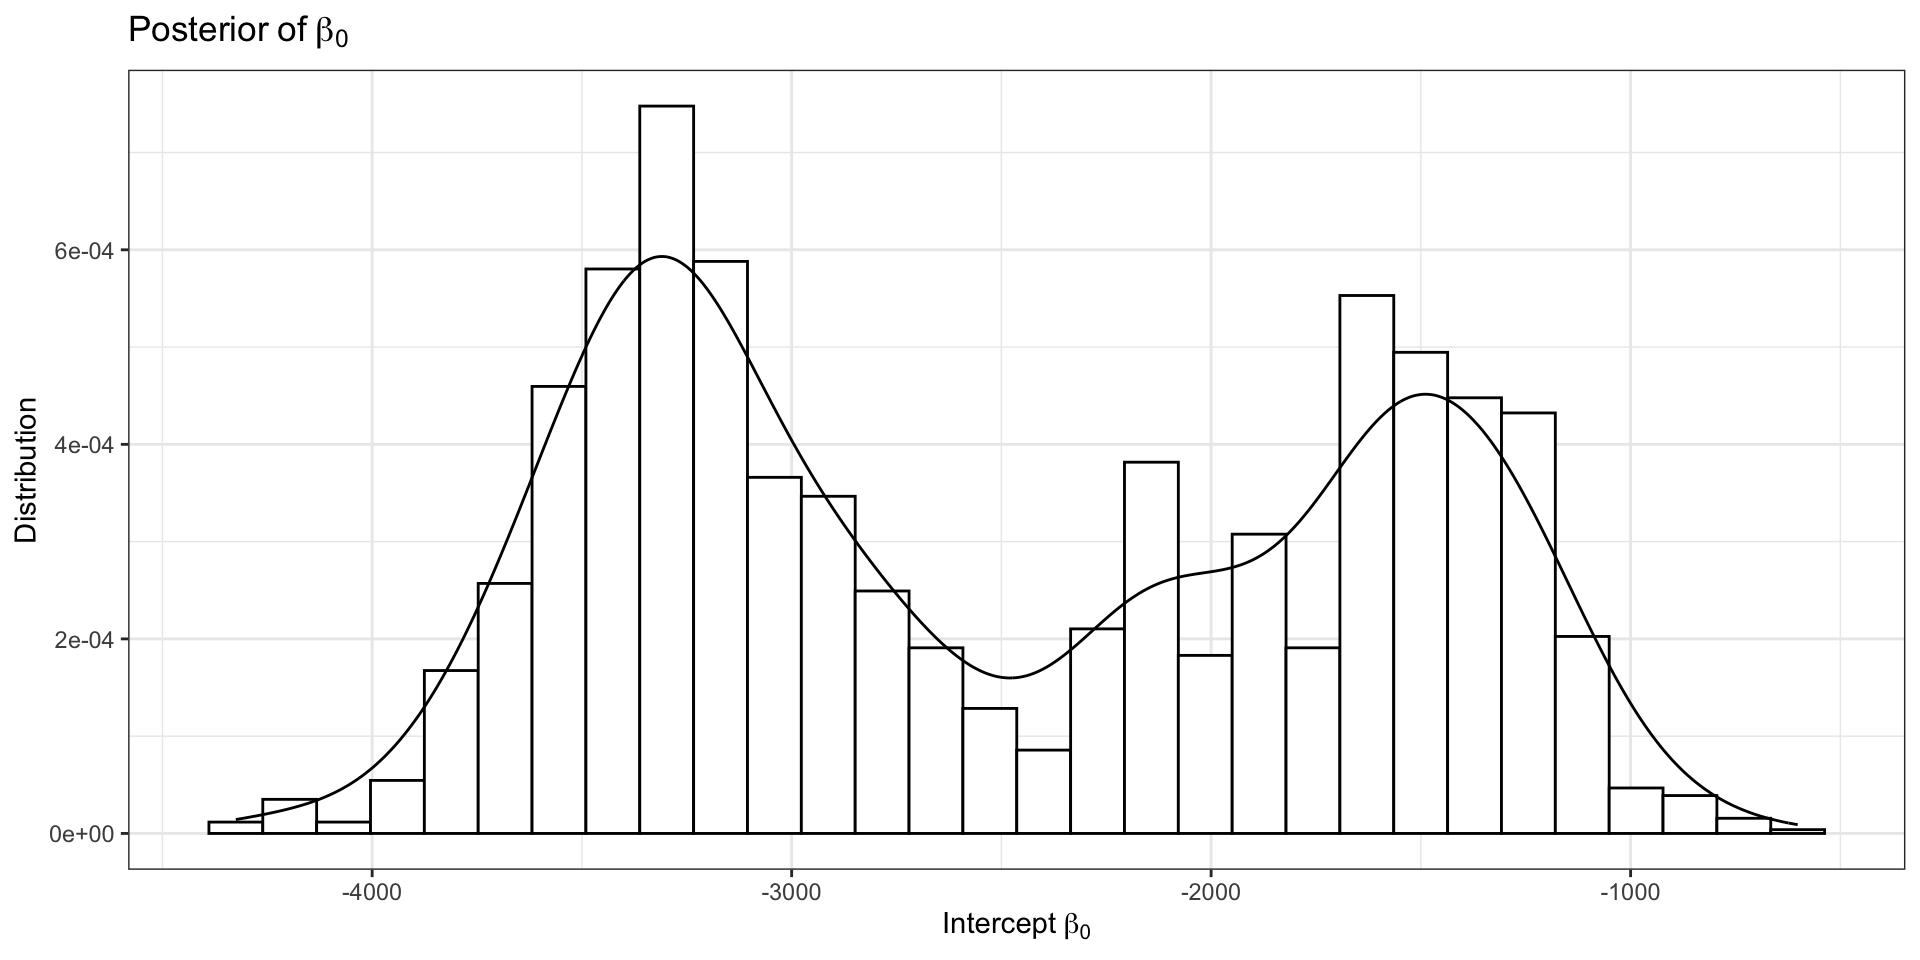 Posterior of β₀
Distribution
6e-04
4e-04
2e-04
0e+00
-4000 -3000 -2000 -1000
Intercept β₀